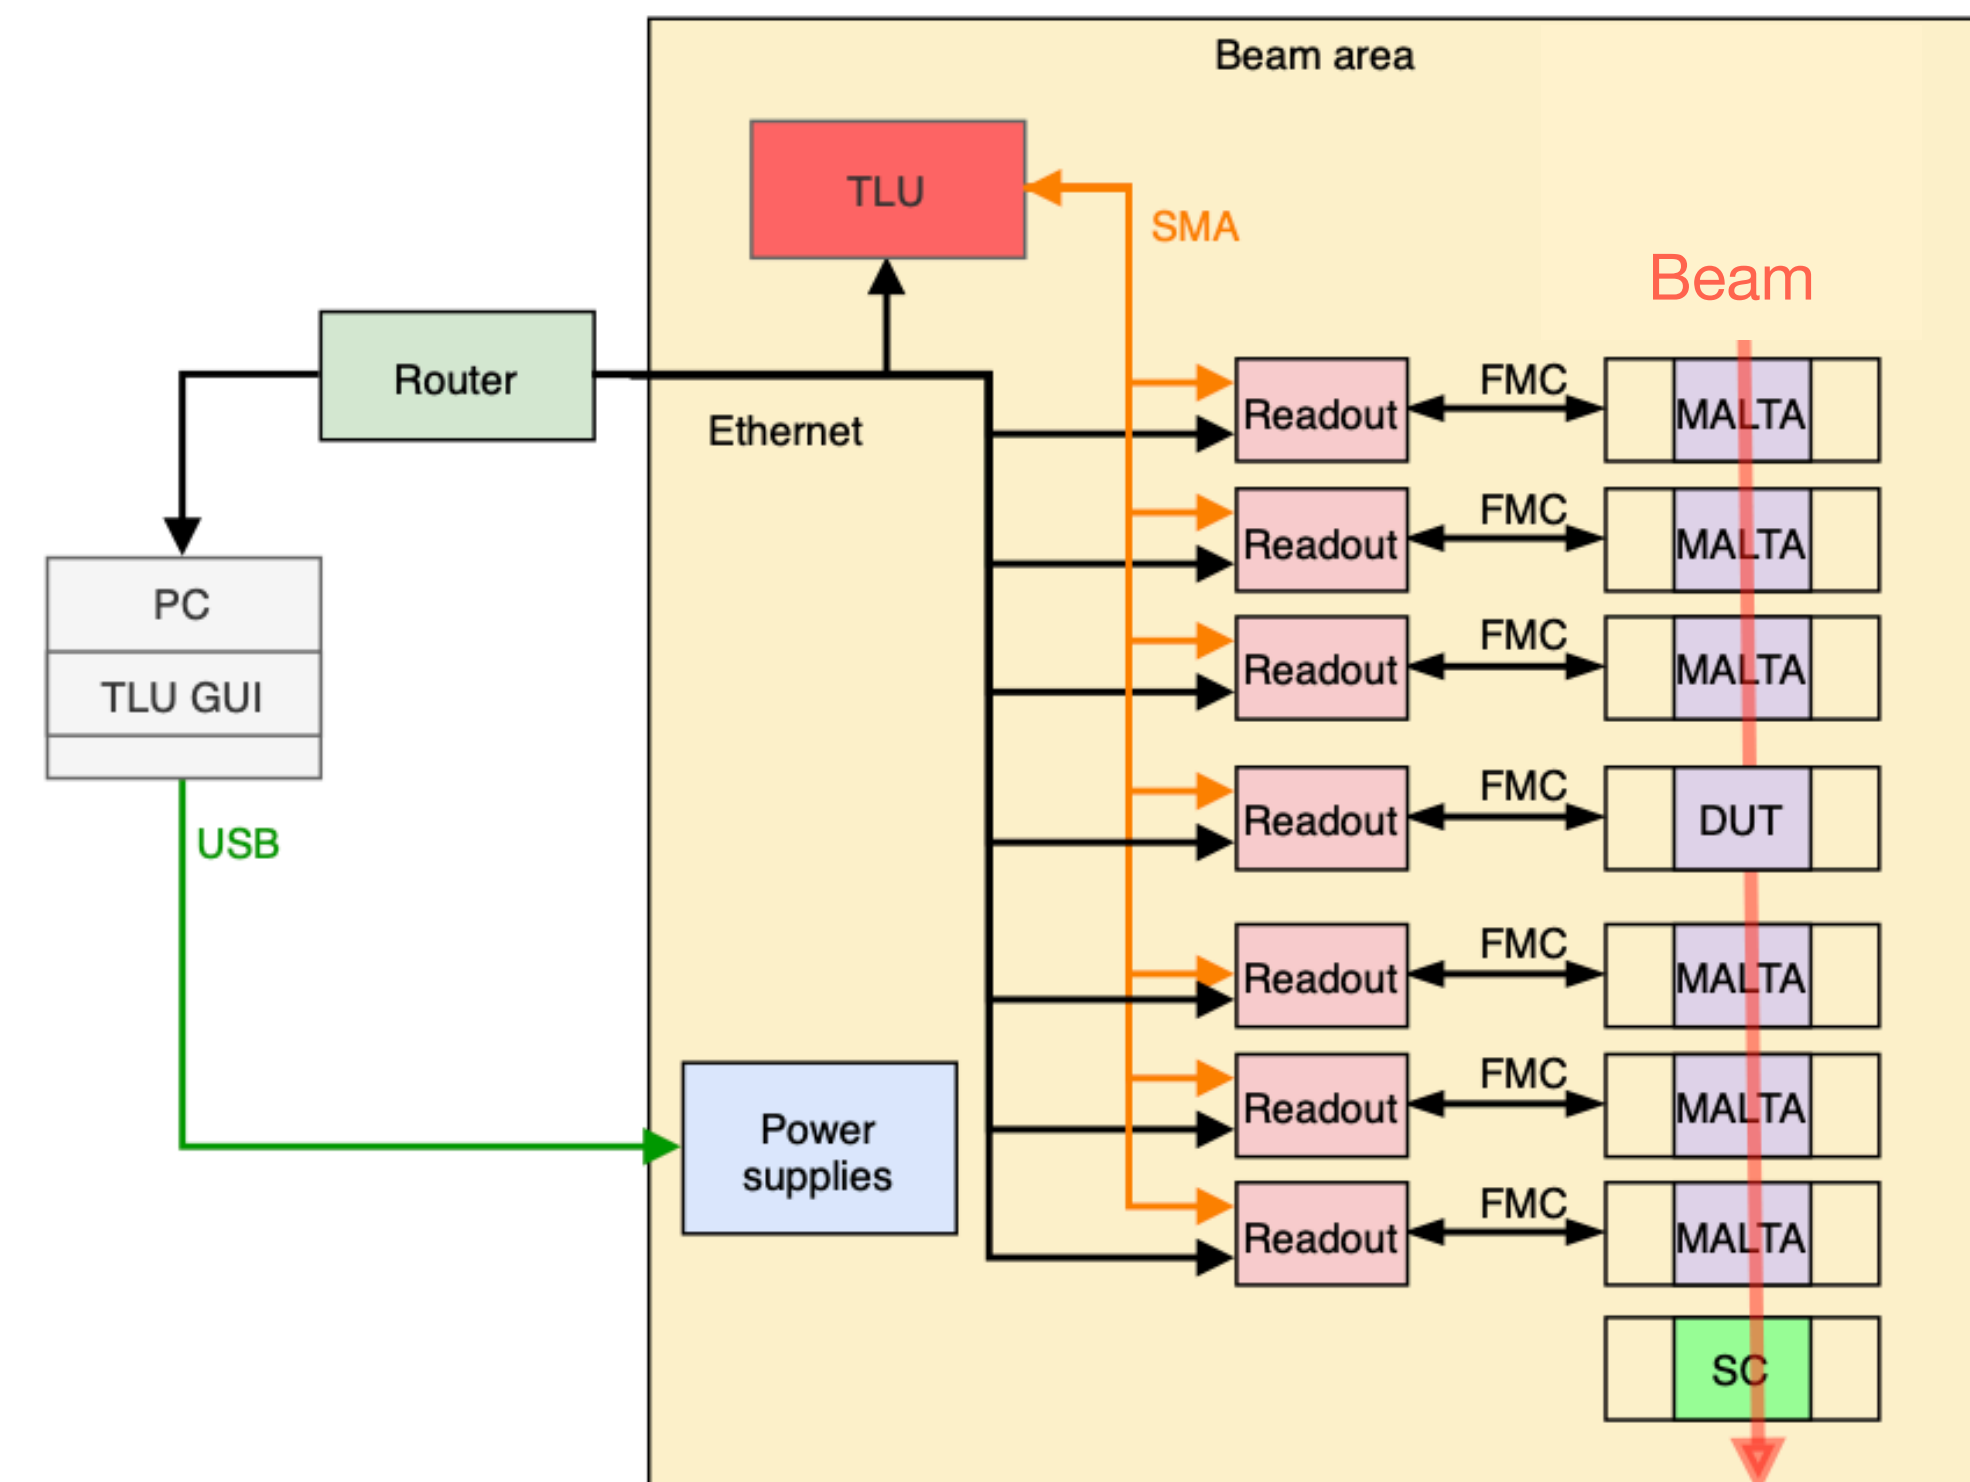 Beam area
TLU
SMA
Beam
Router
Ethernet
Readout
FMC
MALTA
Readout
FMC
MALTA
PC
TLU GUI
Readout
FMC
MALTA
USB
Readout
FMC
DUT
Readout
FMC
MALTA
Power
supplies
Readout
FMC
MALTA
Readout
FMC
MALTA
SC